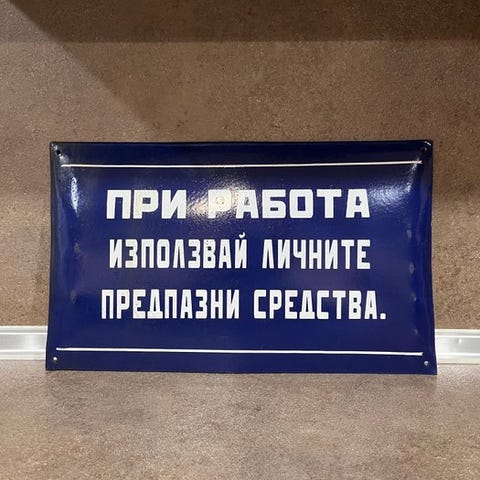 ПРИ РАБОТА
ИЗПОЛЗВАЙ ЛИЧНИТЕ
ПРЕДПАЗНИ СРЕДСТВА.